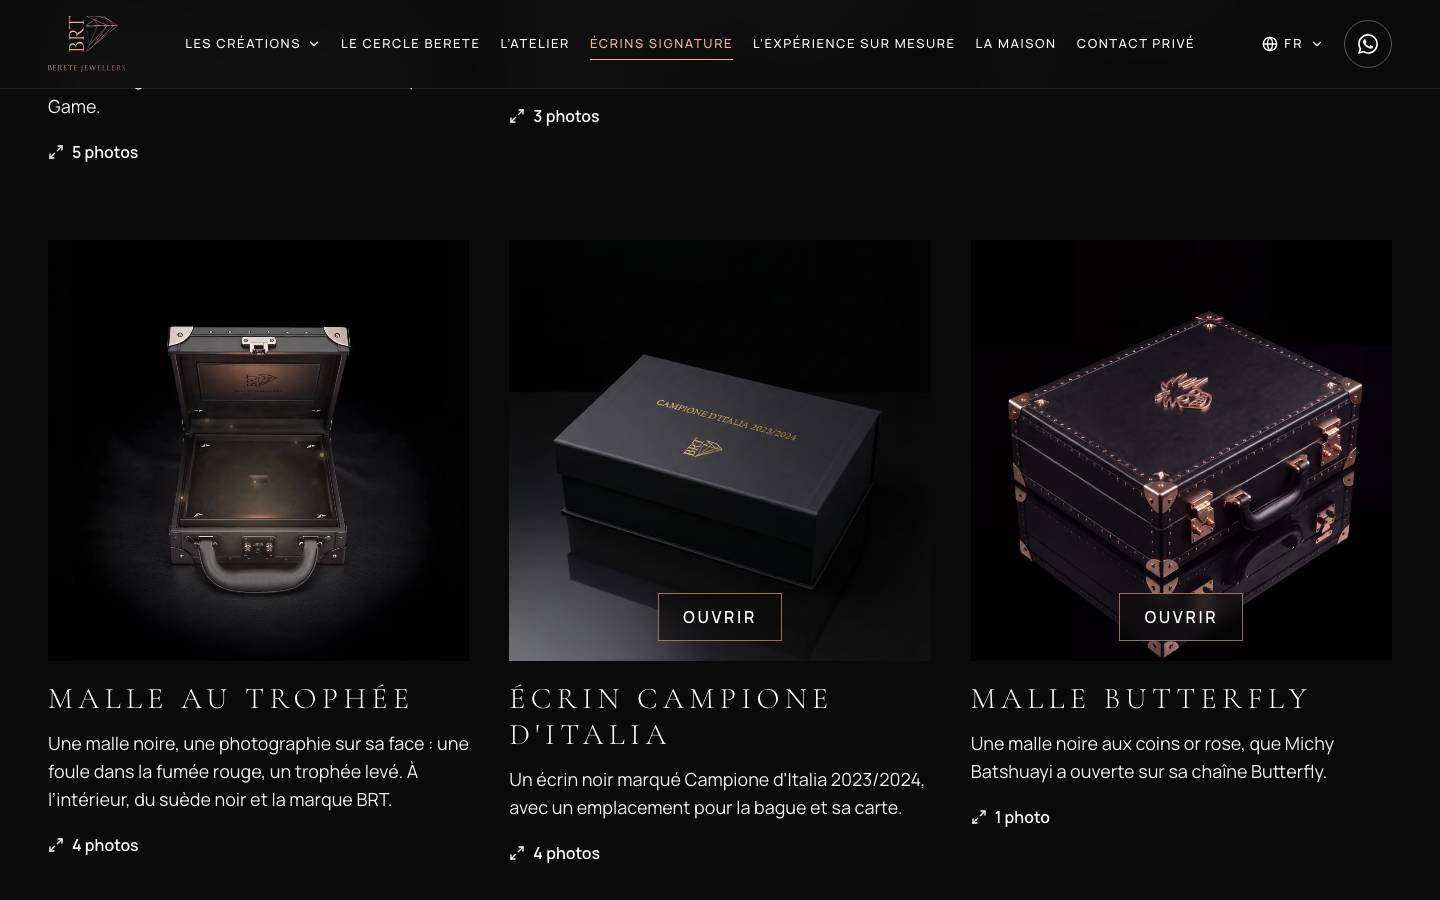 BRT
BERETE JEWELLERS
LES CRÉATIONS
LE CERCLE BERETE
L'ATELIER
ÉCRINS SIGNATURE
L'EXPÉRIENCE SUR MESURE
LA MAISON
CONTACT PRIVÉ
FR
Game.
5 photos
3 photos
BRT
CAMPIONE D'ITALIA 2023/2024
BRT
OUVRIR
OUVRIR
MALLE AU TROPHÉE
Une malle noire, une photographie sur sa face : une
foule dans la fumée rouge, un trophée levé. À
l'intérieur, du suède noir et la marque BRT.
4 photos
ÉCRIN CAMPIONE
D'ITALIA
Un écrin noir marqué Campione d'Italia 2023/2024,
avec un emplacement pour la bague et sa carte.
4 photos
MALLE BUTTERFLY
Une malle noire aux coins or rose, que Michy
Batshuayi a ouverte sur sa chaîne Butterfly.
1 photo